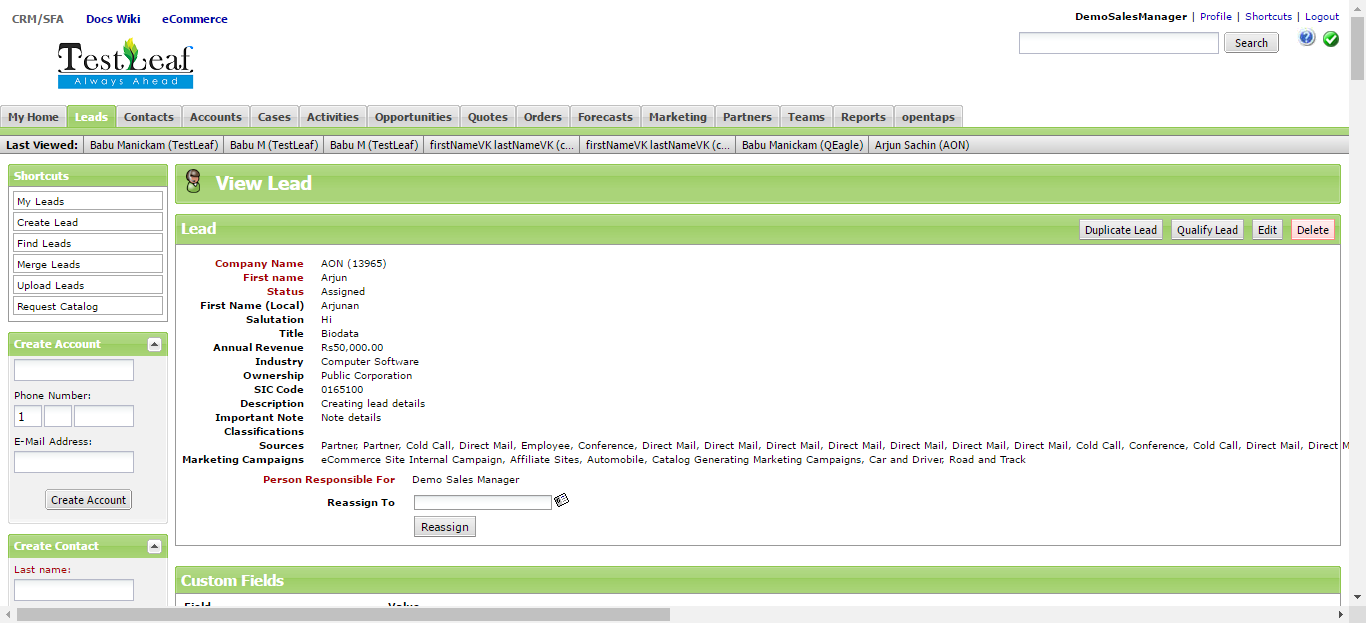 CRM/SFA Docs Wiki eCommerce
DemoSalesManager | Profile | Shortcuts | Logout
TestLeaf
Always Ahead
Search
My Home Leads Contacts Accounts Cases Activities Opportunities Quotes Orders Forecasts Marketing Partners Teams Reports opentaps
Last Viewed: Babu Manickam (TestLeaf) Babu M (TestLeaf) Babu M (TestLeaf) firstNameVK lastNameVK (c... firstNameVK lastNameVK (c... Babu Manickam (QEagle) Arjun Sachin (AON)
Shortcuts
My Leads
Create Lead
Find Leads
Merge Leads
Upload Leads
Request Catalog
Create Account
Phone Number:
1
E-Mail Address:
Create Account
Create Contact
Last name:
View Lead
Lead
Duplicate Lead Qualify Lead Edit Delete
Company Name AON (13965)
First name Arjun
Status Assigned
First Name (Local) Arjunan
Salutation Hi
Title Biodata
Annual Revenue Rs50,000.00
Industry Computer Software
Ownership Public Corporation
SIC Code 0165100
Description Creating lead details
Important Note Note details
Classifications
Sources Partner, Partner, Cold Call, Direct Mail, Employee, Conference, Direct Mail, Direct Mail, Direct Mail, Direct Mail, Direct Mail, Direct Mail, Direct Mail, Cold Call, Conference, Cold Call, Direct Mail, Direct M
Marketing Campaigns eCommerce Site Internal Campaign, Affiliate Sites, Automobile, Catalog Generating Marketing Campaigns, Car and Driver, Road and Track
Person Responsible For Demo Sales Manager
Reassign To
Reassign
Custom Fields
Field Value